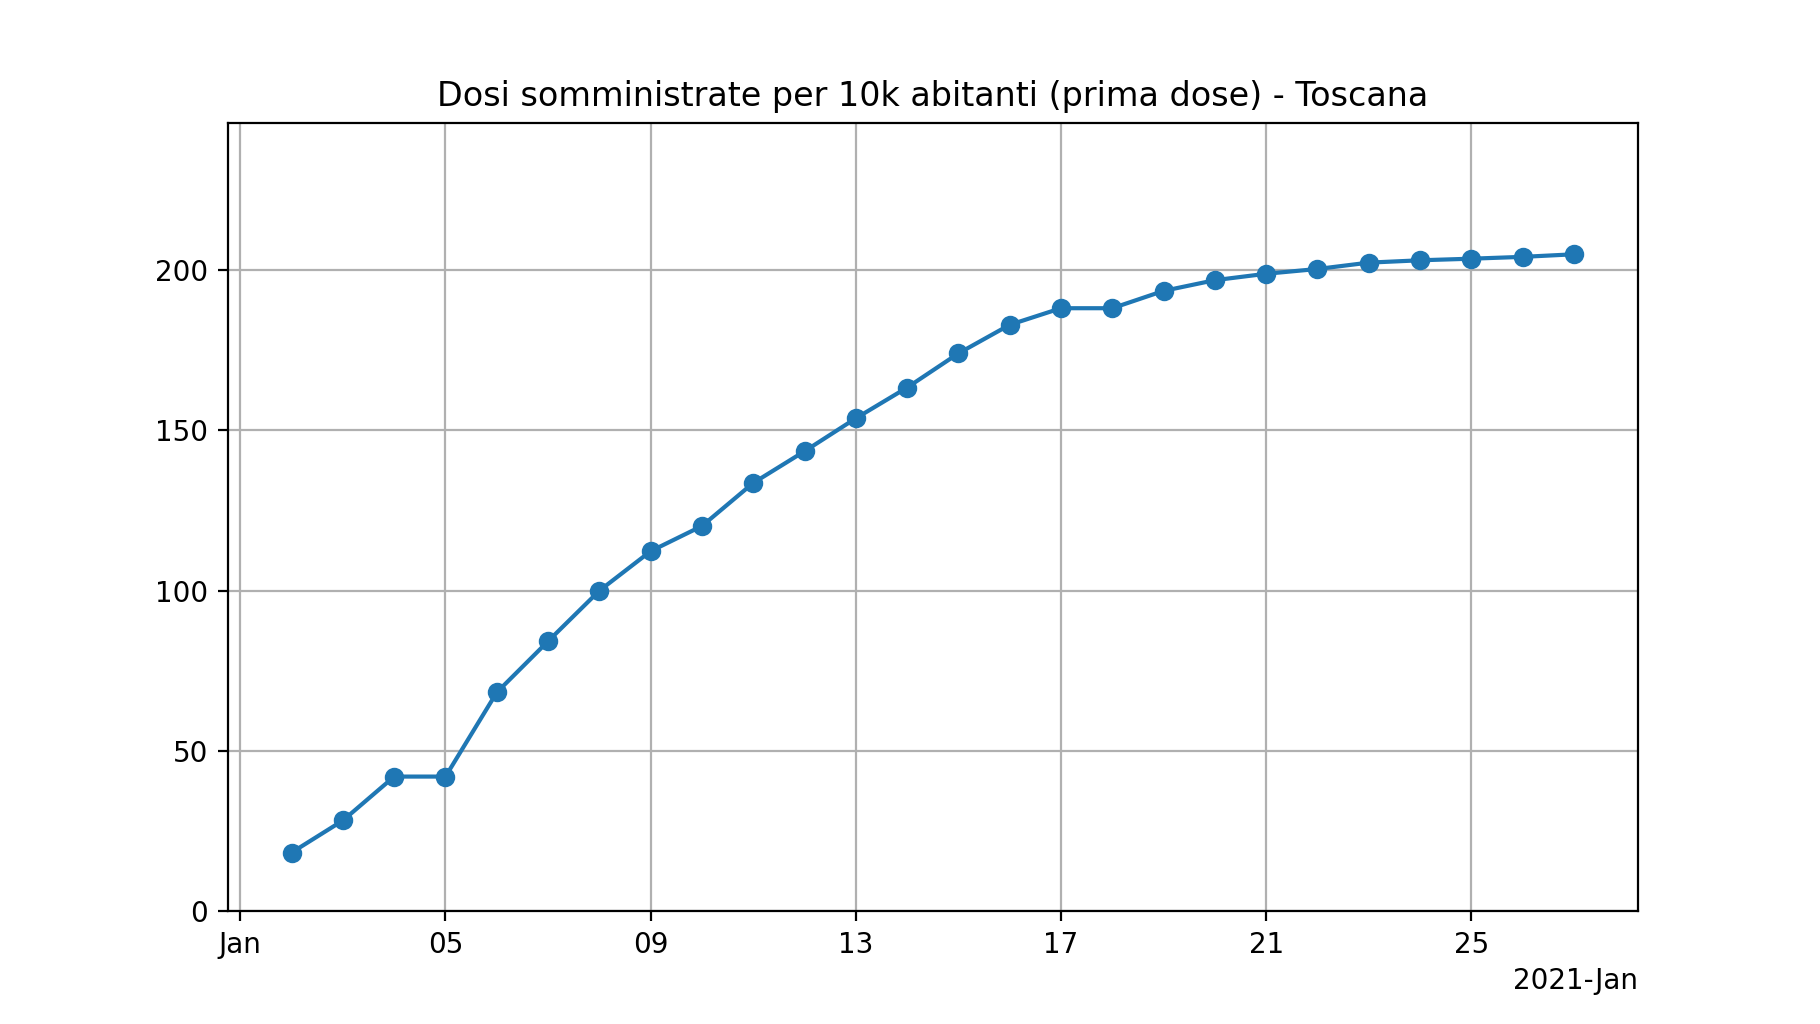 Dosi somministrate per 10k abitanti (prima dose) - Toscana
200
150
100
50
0
Jan 05 09 13 17 21 25
2021-Jan